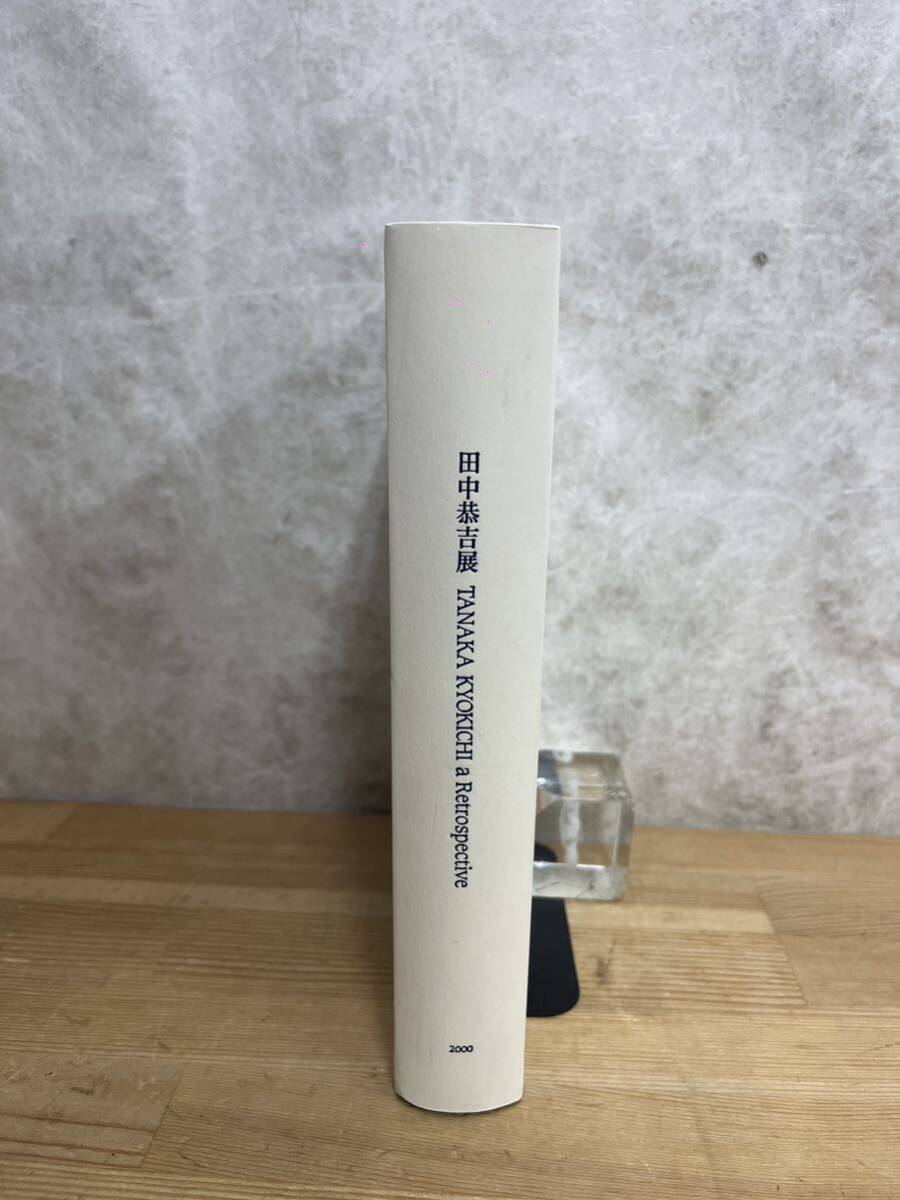 田中恭吉展 TANAKA KYOKICHI a Retrospective
2000